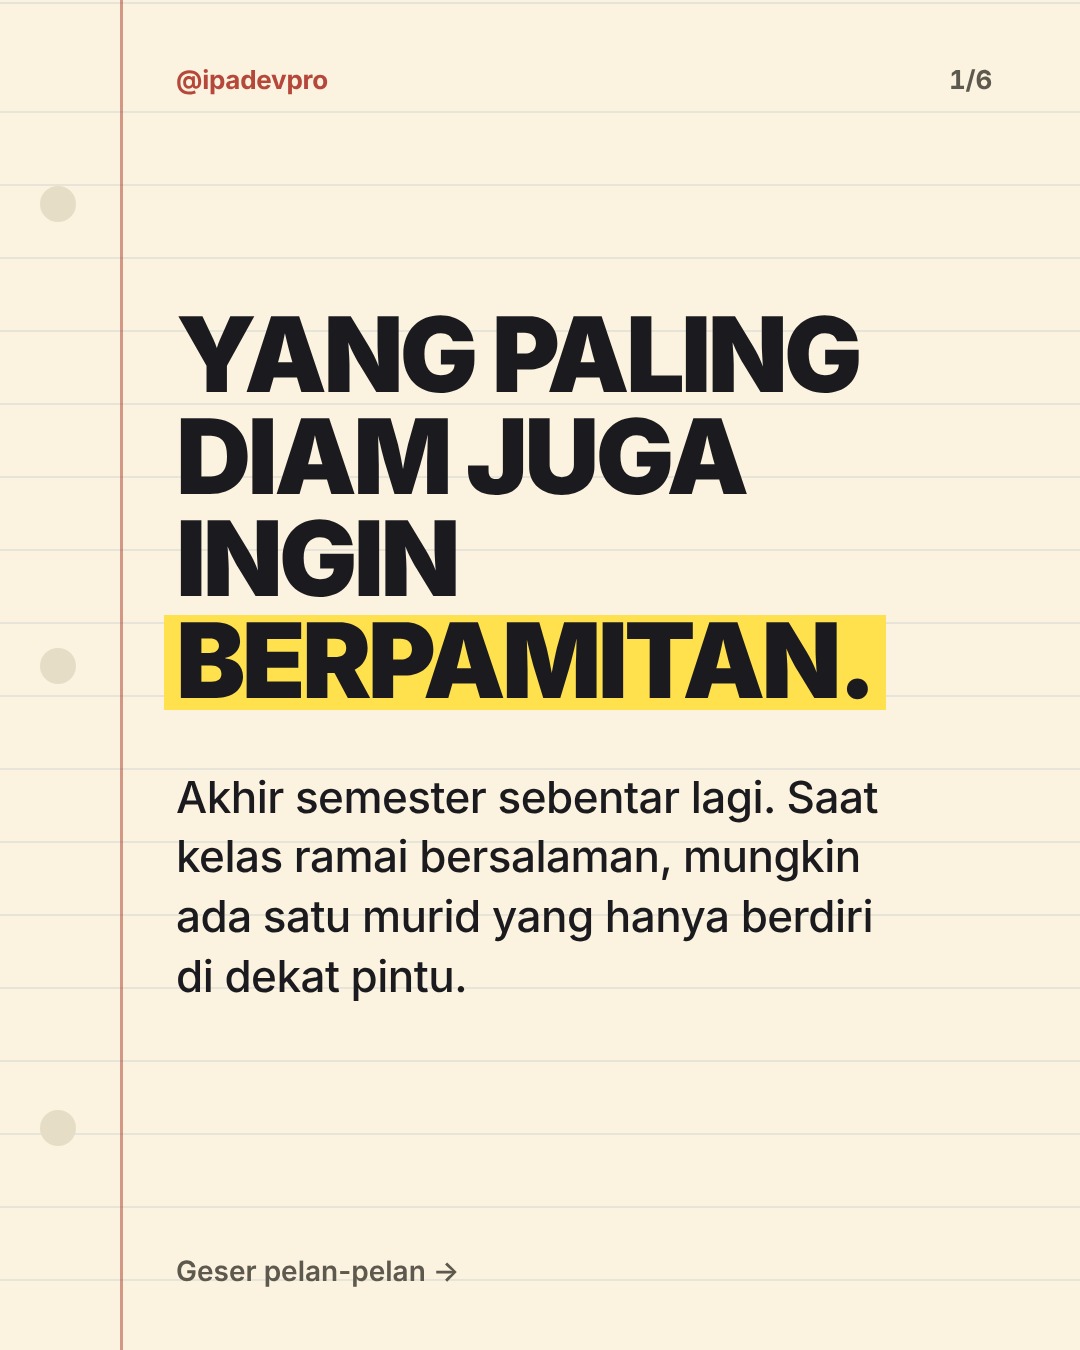 @ipadevpro
1/6
YANG PALING
DIAM JUGA
INGIN
BERPAMITAN.
Akhir semester sebentar lagi. Saat
kelas ramai bersalaman, mungkin
ada satu murid yang hanya berdiri
di dekat pintu.
Geser pelan-pelan →